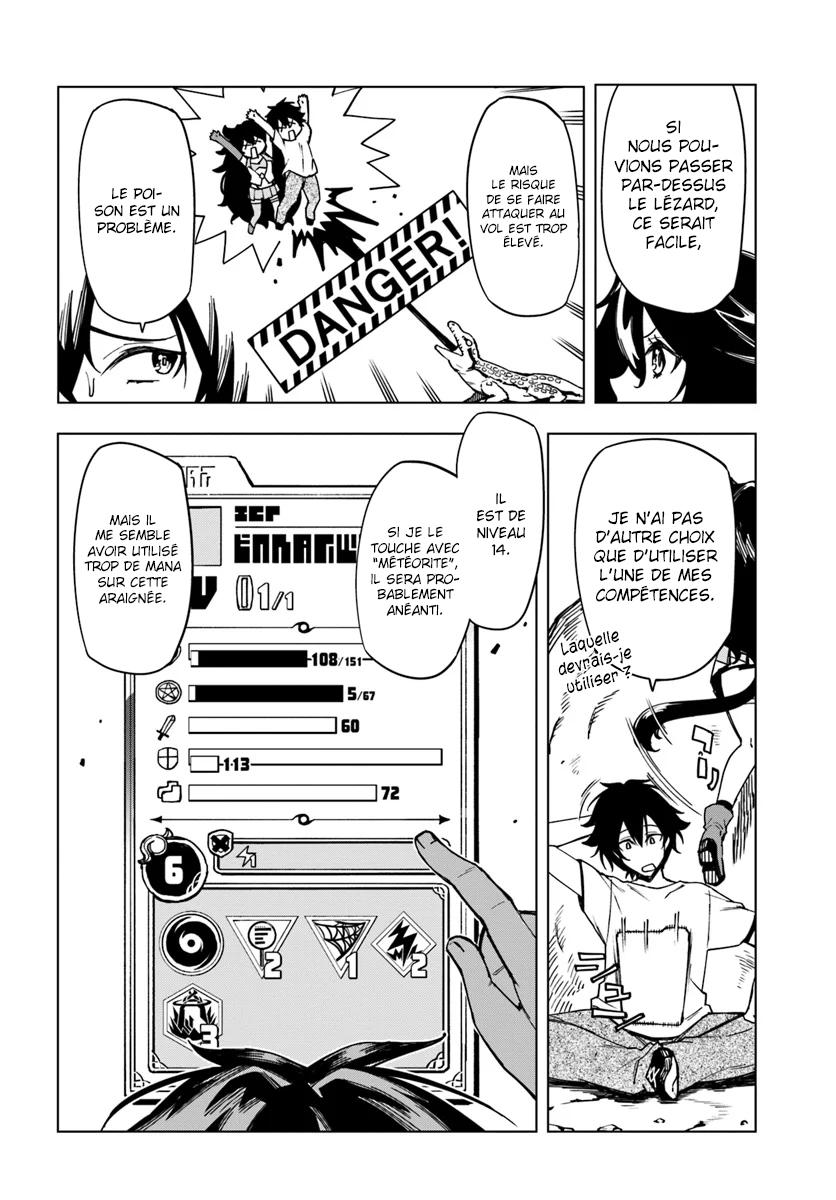 SI
NOUS POU-
VIONS PASSER
PAR-DESSUS
LE LÉZARD,
CE SERAIT
FACILE,
MAIS
LE RISQUE
DE SE FAIRE
ATTAQUER AU
VOL EST TROP
ÉLEVÉ.
DANGER!
LE POI-
SON EST UN
PROBLÈME.
JE N'AI PAS
D'AUTRE CHOIX
QUE D'UTILISER
L'UNE DE MES
COMPÉTENCES.
Laquelle
devrais-je
utiliser ?
IL
EST DE
NIVEAU
14.
SI JE LE
TOUCHE AVEC
"MÉTÉORITE",
IL SERA PRO-
BABLEMENT
ANÉANTI.
MAIS IL
ME SEMBLE
AVOIR UTILISÉ
TROP DE MANA
SUR CETTE
ARAIGNÉE.
01/1
108/151
5/67
60
113
72
6
1
2
1
2
3